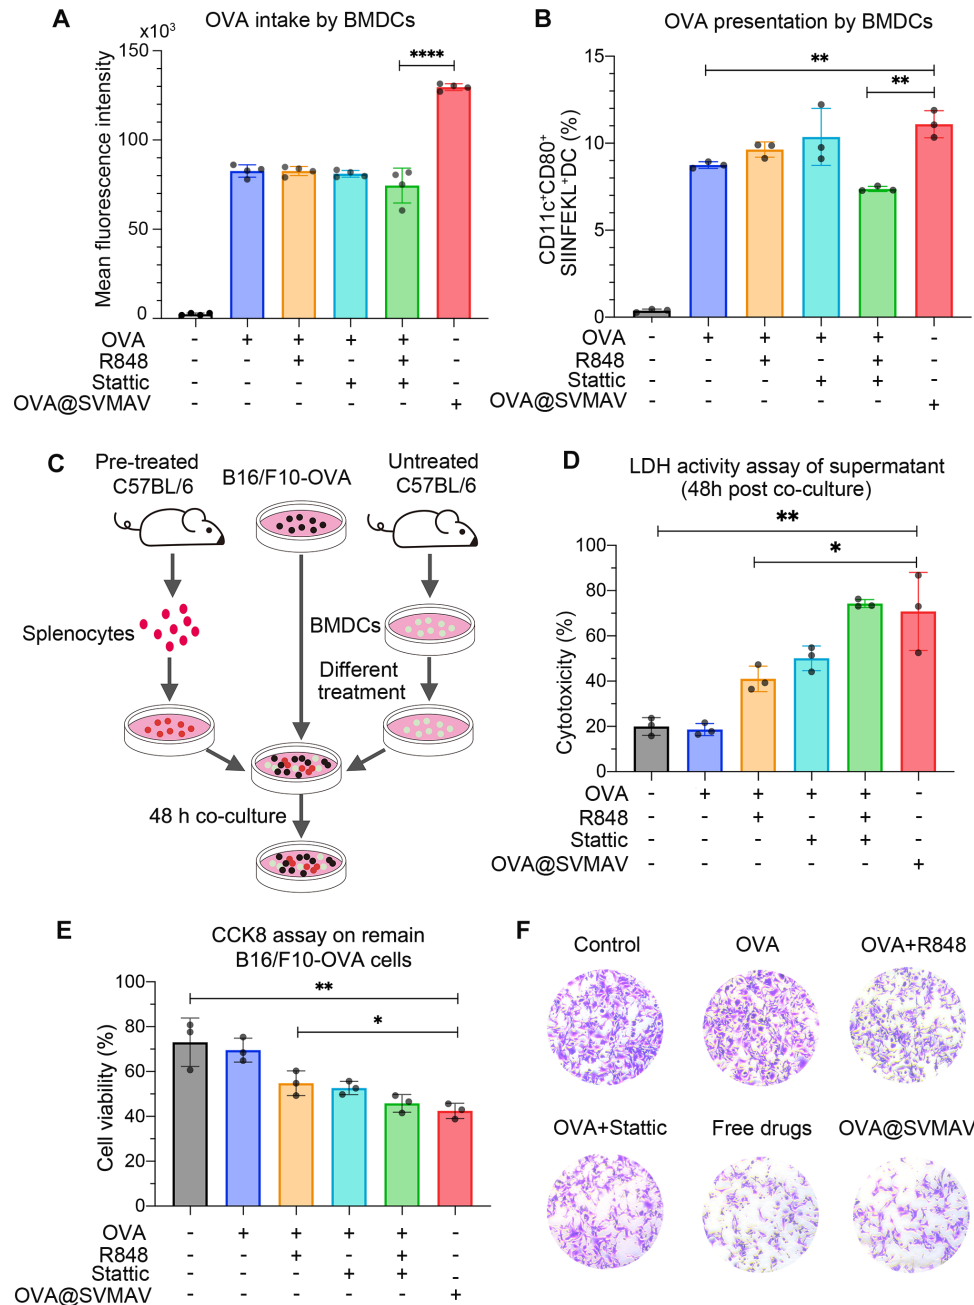 A
OVA intake by BMDCs
x10³
Mean fluorescence intensity
150
100
50
0
****
OVA - + + + + -
R848 - - + - + -
Stattic - - - + + -
OVA@SVMAV - - - - - +
B
OVA presentation by BMDCs
CD11c⁺CD80⁺
SIINFEKL⁺DC (%)
15
10
5
0
**
**
OVA - + + + + -
R848 - - + - + -
Stattic - - - + + -
OVA@SVMAV - - - - - +
C
Pre-treated
C57BL/6
B16/F10-OVA
Untreated
C57BL/6
Splenocytes
BMDCs
Different
treatment
48 h co-culture
D
LDH activity assay of supernatant
(48h post co-culture)
Cytotoxicity (%)
100
80
60
40
20
0
**
*
OVA - + + + + -
R848 - - + - + -
Stattic - - - + + -
OVA@SVMAV - - - - - +
E
CCK8 assay on remain
B16/F10-OVA cells
Cell viability (%)
100
80
60
40
20
0
**
*
OVA - + + + + -
R848 - - + - + -
Stattic - - - + + -
OVA@SVMAV - - - - - +
F
Control
OVA
OVA+R848
OVA+Stattic
Free drugs
OVA@SVMAV